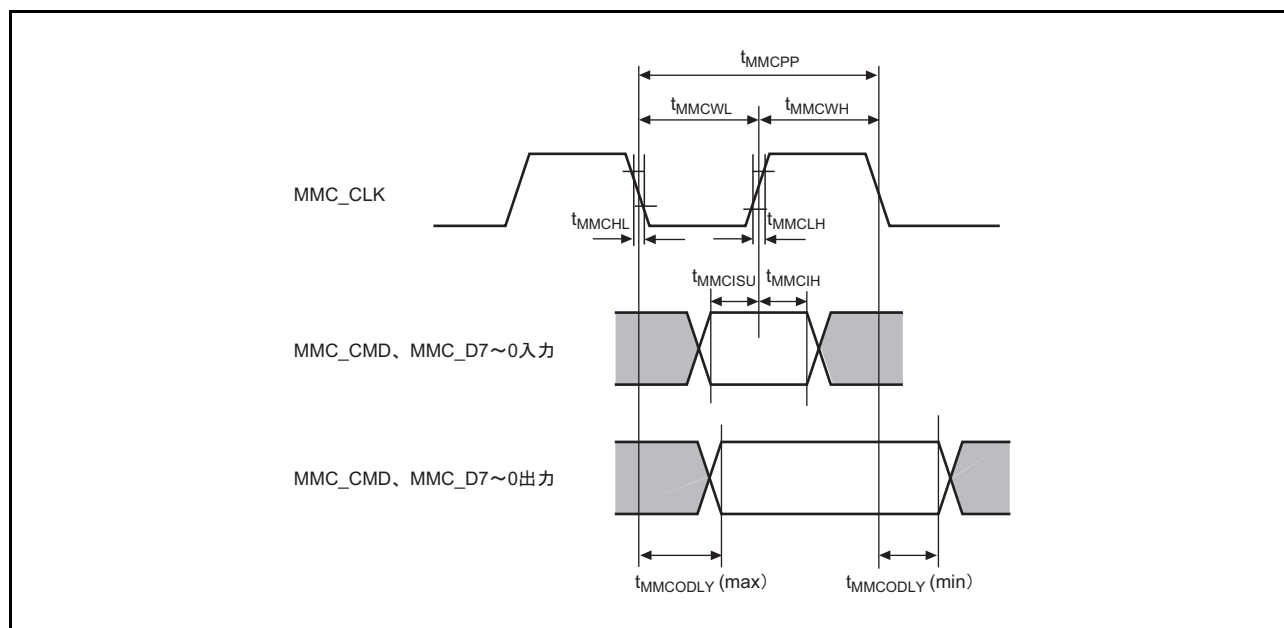 tMMCPP
tMMCWL tMMCWH
MMC_CLK
tMMCHL tMMCLH
tMMCISU tMMCIH
MMC_CMD、MMC_D7～0入力
MMC_CMD、MMC_D7～0出力
tMMCODLY (max) tMMCODLY (min)